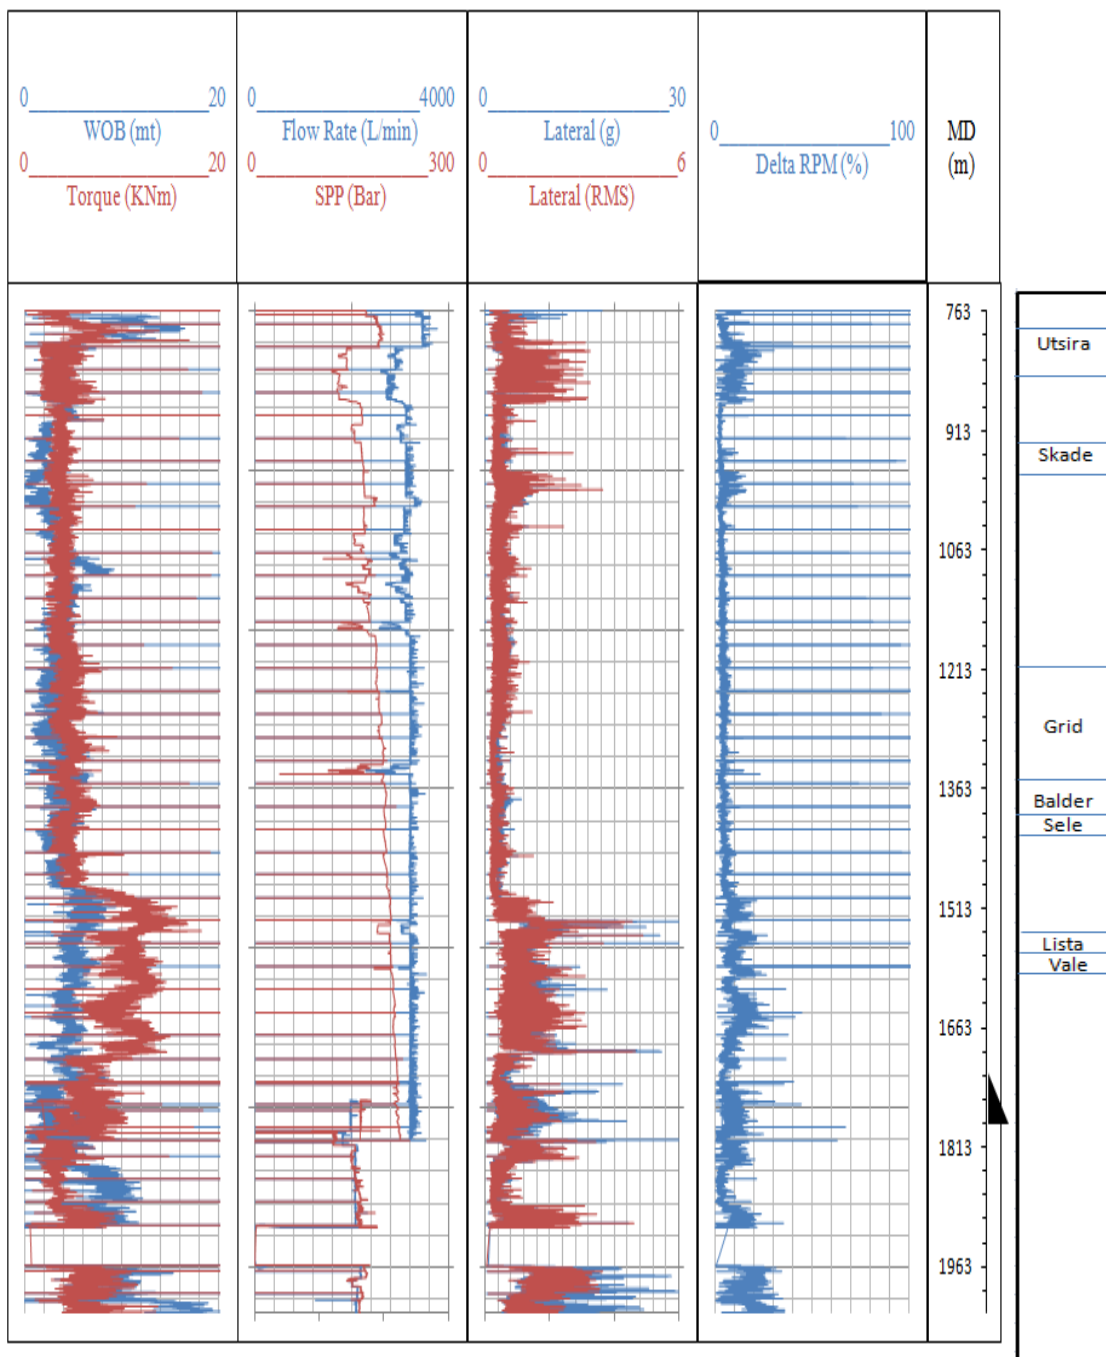 0 20
WOB (mt)
0 20
Torque (KNm)
0 4000
Flow Rate (L/min)
0 300
SPP (Bar)
0 30
Lateral (g)
0 6
Lateral (RMS)
0 100
Delta RPM (%)
MD
(m)
763
913
1063
1213
1363
1513
1663
1813
1963
Utsira
Skade
Grid
Balder
Sele
Lista
Vale